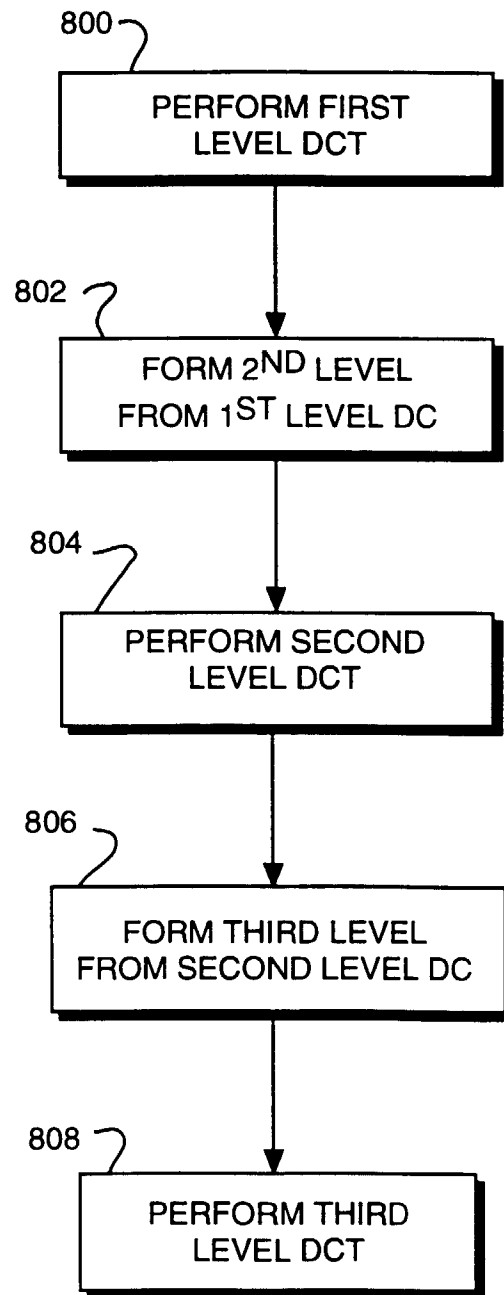 800
PERFORM FIRST
LEVEL DCT
802
FORM 2ND LEVEL
FROM 1ST LEVEL DC
804
PERFORM SECOND
LEVEL DCT
806
FORM THIRD LEVEL
FROM SECOND LEVEL DC
808
PERFORM THIRD
LEVEL DCT